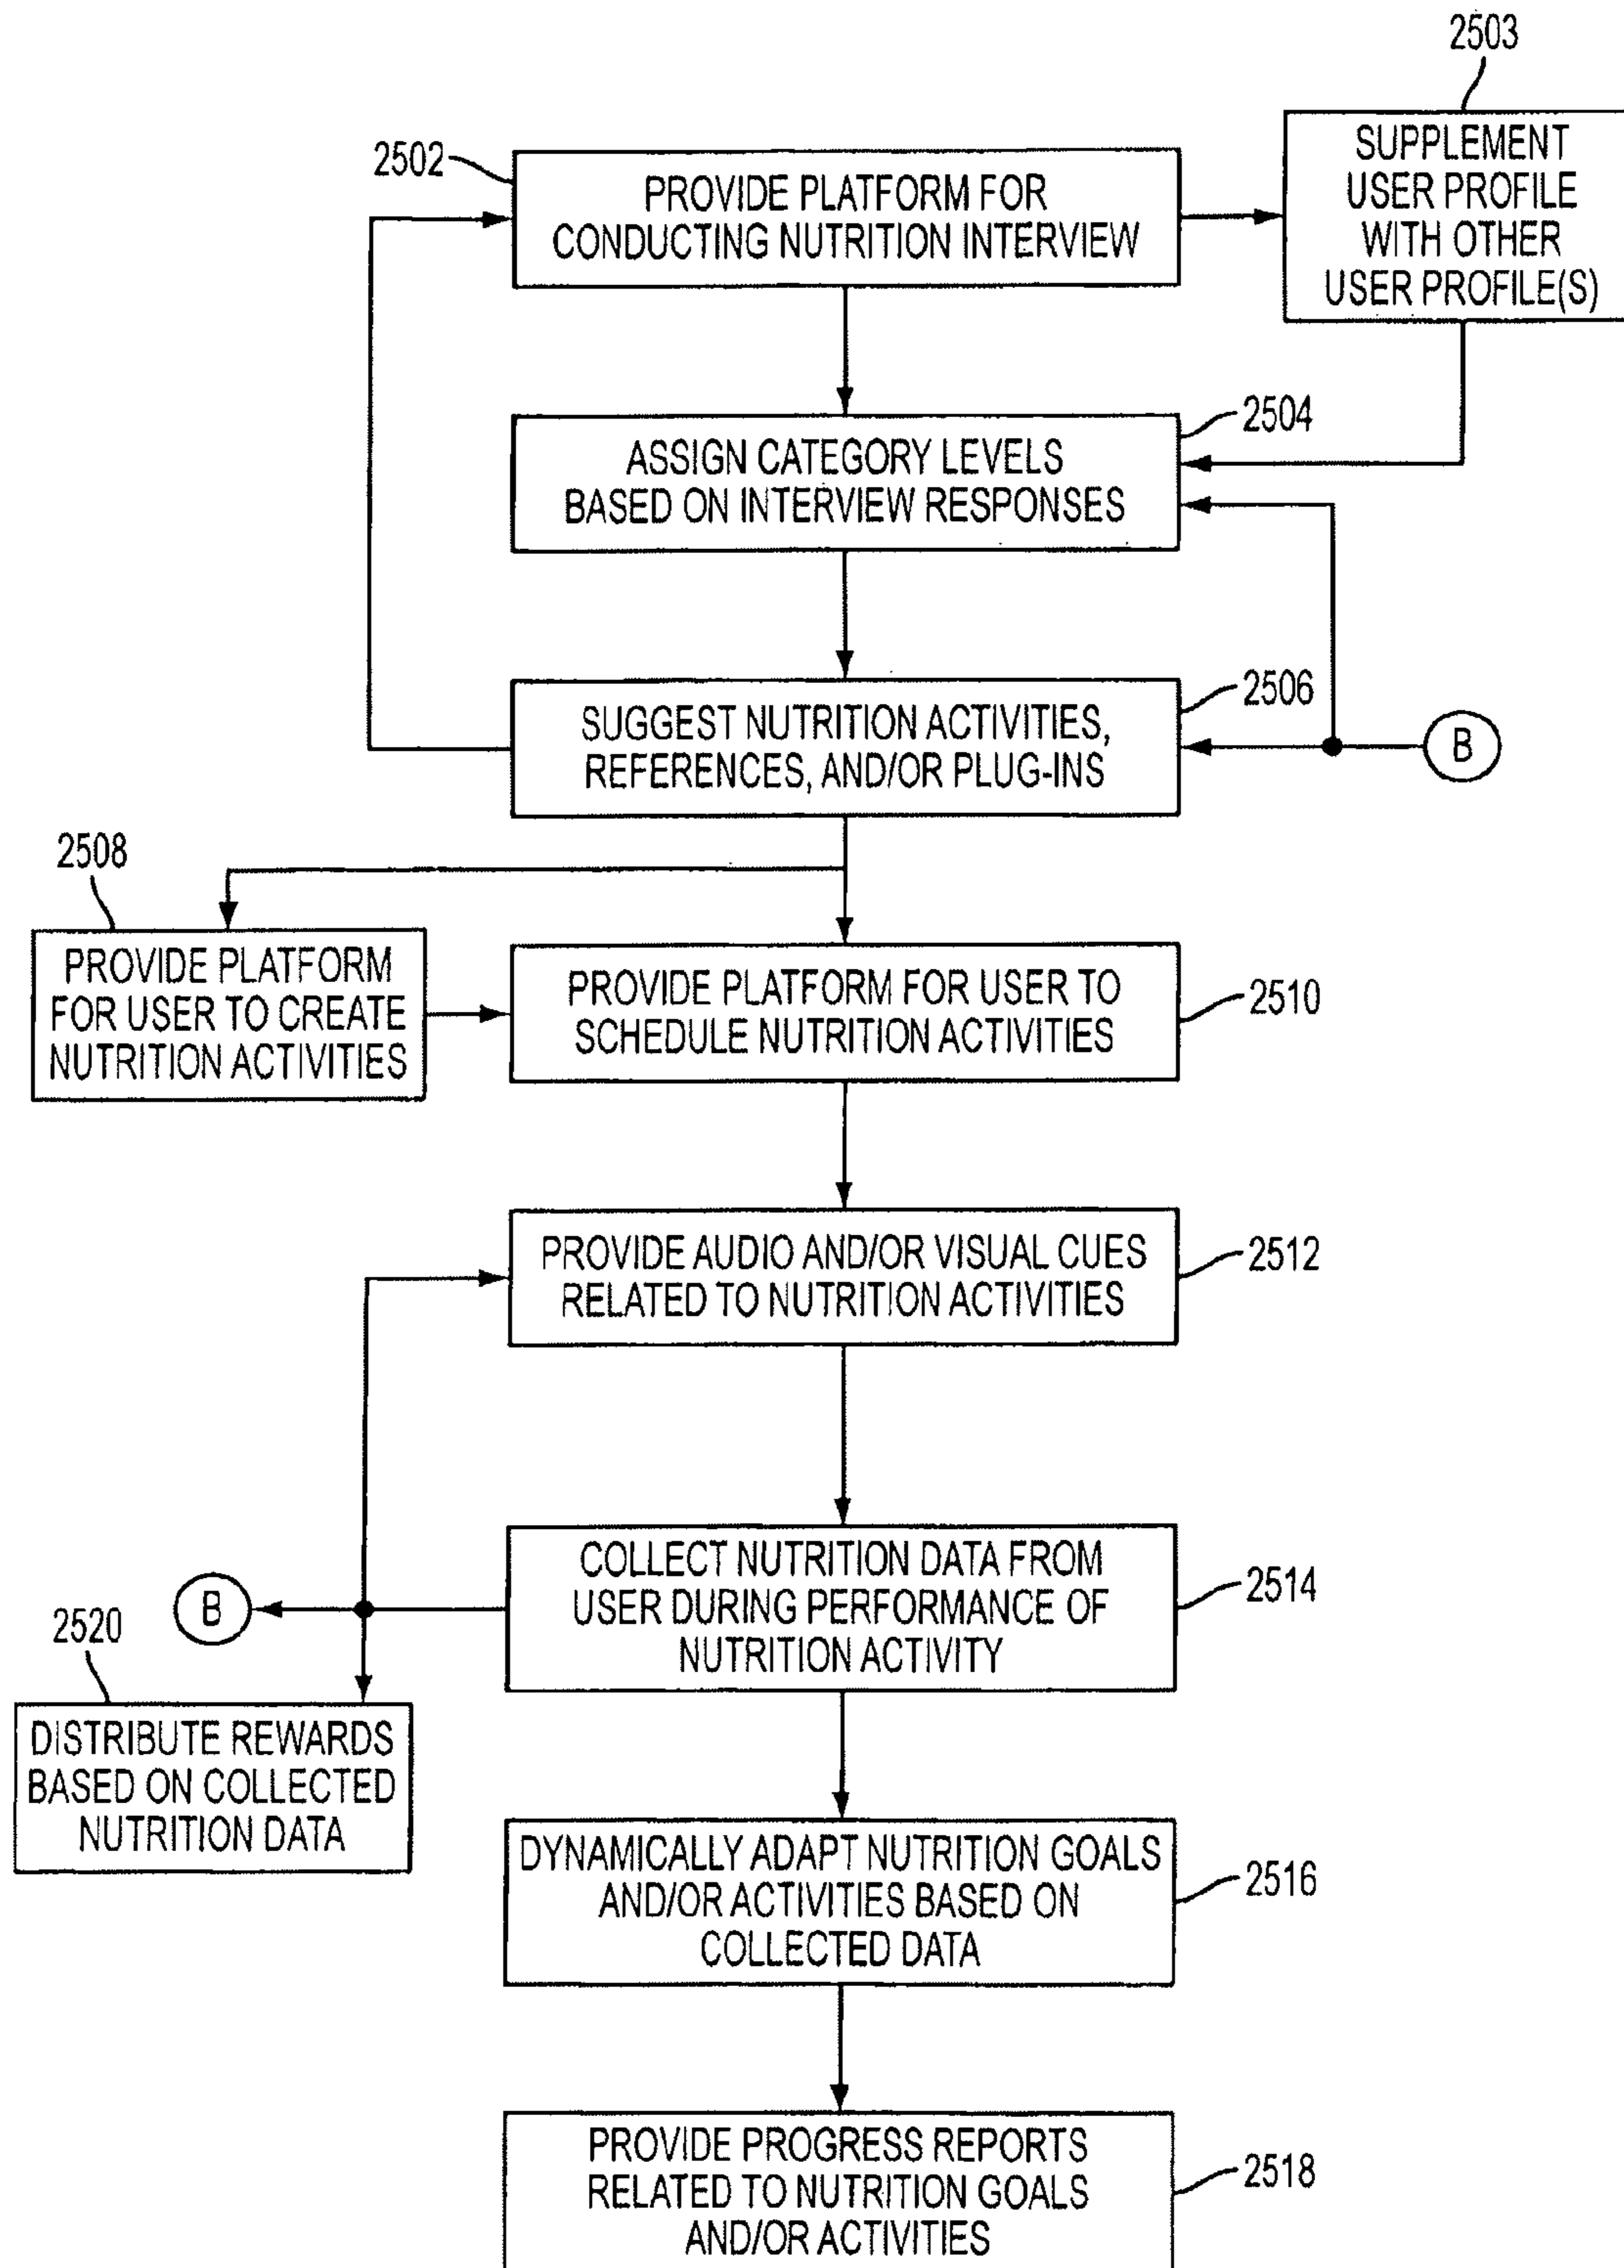 2503
SUPPLEMENT
USER PROFILE
WITH OTHER
USER PROFILE(S)
2502
PROVIDE PLATFORM FOR
CONDUCTING NUTRITION INTERVIEW
2504
ASSIGN CATEGORY LEVELS
BASED ON INTERVIEW RESPONSES
2506
SUGGEST NUTRITION ACTIVITIES,
REFERENCES, AND/OR PLUG-INS
B
2508
PROVIDE PLATFORM
FOR USER TO CREATE
NUTRITION ACTIVITIES
PROVIDE PLATFORM FOR USER TO
SCHEDULE NUTRITION ACTIVITIES
2510
PROVIDE AUDIO AND/OR VISUAL CUES
RELATED TO NUTRITION ACTIVITIES
2512
COLLECT NUTRITION DATA FROM
USER DURING PERFORMANCE OF
NUTRITION ACTIVITY
2514
B
2520
DISTRIBUTE REWARDS
BASED ON COLLECTED
NUTRITION DATA
DYNAMICALLY ADAPT NUTRITION GOALS
AND/OR ACTIVITIES BASED ON
COLLECTED DATA
2516
PROVIDE PROGRESS REPORTS
RELATED TO NUTRITION GOALS
AND/OR ACTIVITIES
2518